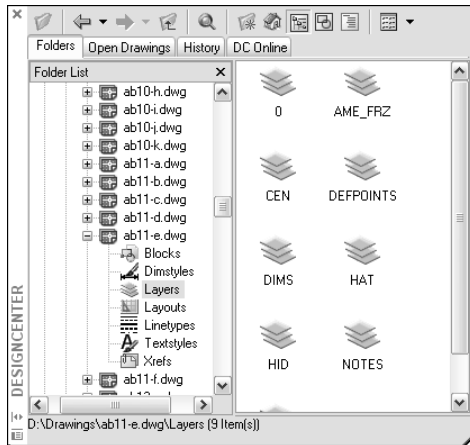 Folders
Open Drawings
History
DC Online
Folder List
ab10-h.dwg
ab10-i.dwg
ab10-j.dwg
ab10-k.dwg
ab11-a.dwg
ab11-b.dwg
ab11-c.dwg
ab11-d.dwg
ab11-e.dwg
Blocks
Dimstyles
Layers
Layouts
Linetypes
Textstyles
Xrefs
ab11-f.dwg
0
AME_FRZ
CEN
DEFPOINTS
DIMS
HAT
HID
NOTES
DESIGNCENTER
D:\Drawings\ab11-e.dwg\Layers (9 Item(s))